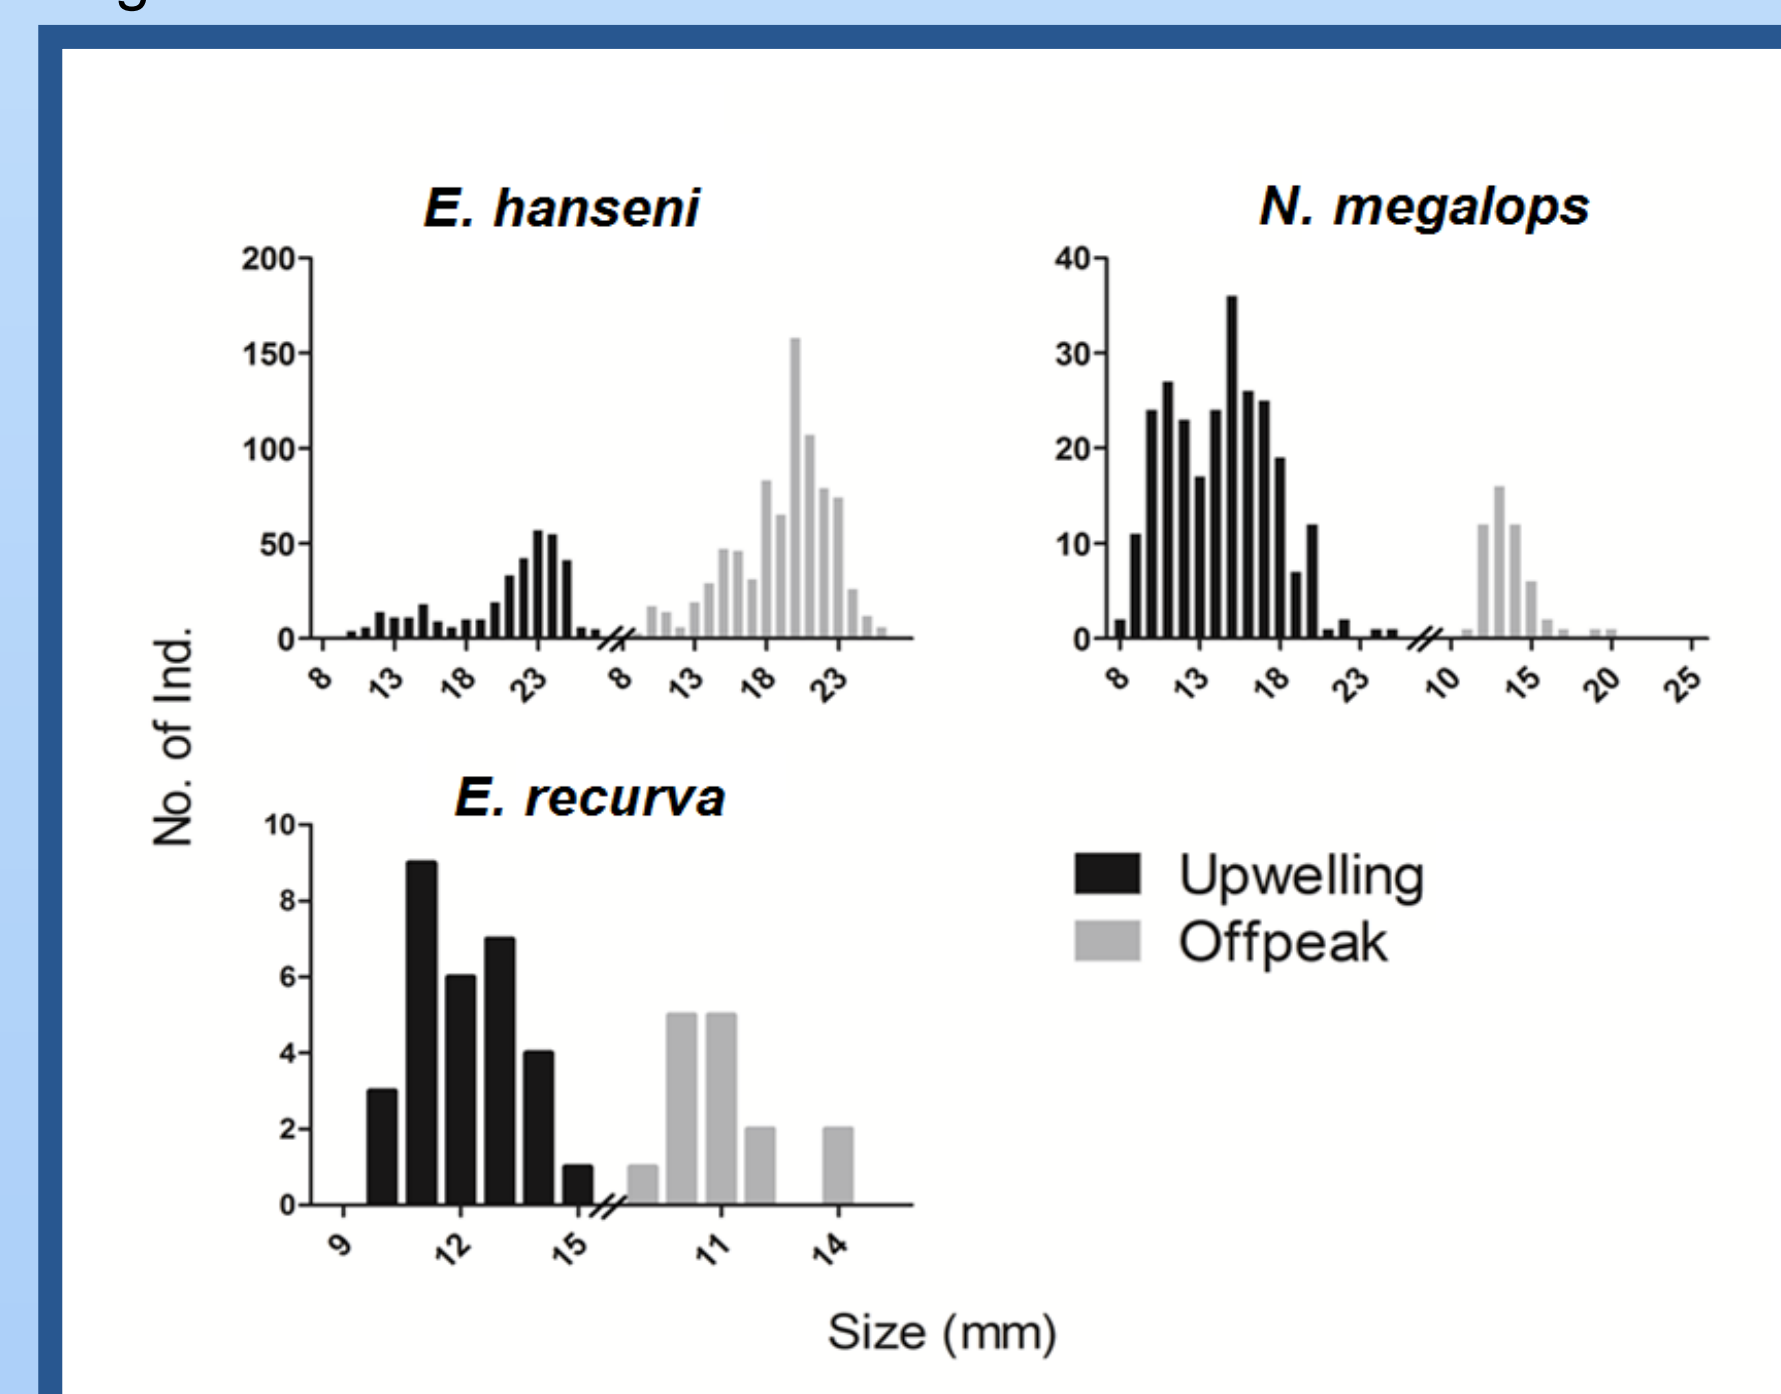 E. hanseni
200
150
100
50
0
8 13 18 23 8 13 18 23
N. megalops
40
30
20
10
0
8 13 18 23 10 15 20 25
No. of Ind.
E. recurva
10
8
6
4
2
0
9 12 15 11 14
Upwelling
Offpeak
Size (mm)